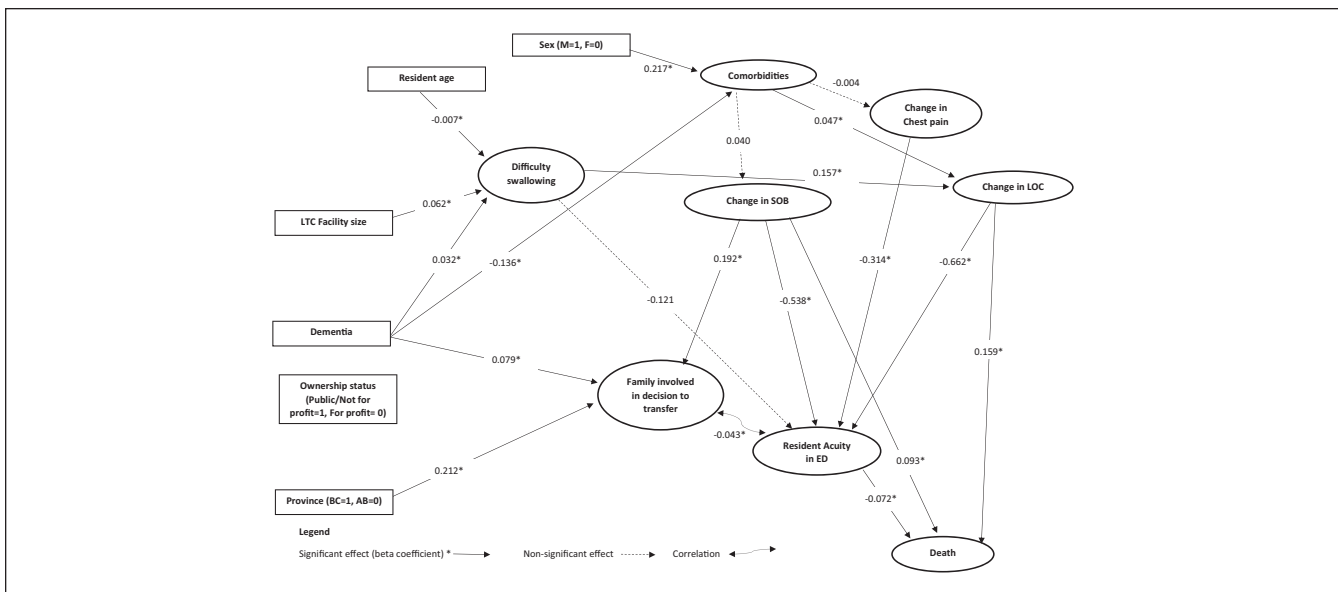 Sex (M=1, F=0)
0.217*
Comorbidities
-0.004
Resident age
Change in
Chest pain
-0.007*
0.047*
0.040
Difficulty
swallowing
0.157*
Change in LOC
Change in SOB
0.062*
LTC Facility size
0.032*
-0.136*
0.192*
-0.314*
-0.662*
-0.121
-0.538*
Dementia
0.079*
0.159*
Ownership status
(Public/Not for
profit=1, For profit= 0)
Family involved
in decision to
transfer
-0.043*
Resident Acuity
in ED
0.093*
0.212*
-0.072*
Province (BC=1, AB=0)
Legend
Significant effect (beta coefficient) *
Non-significant effect
Correlation
Death